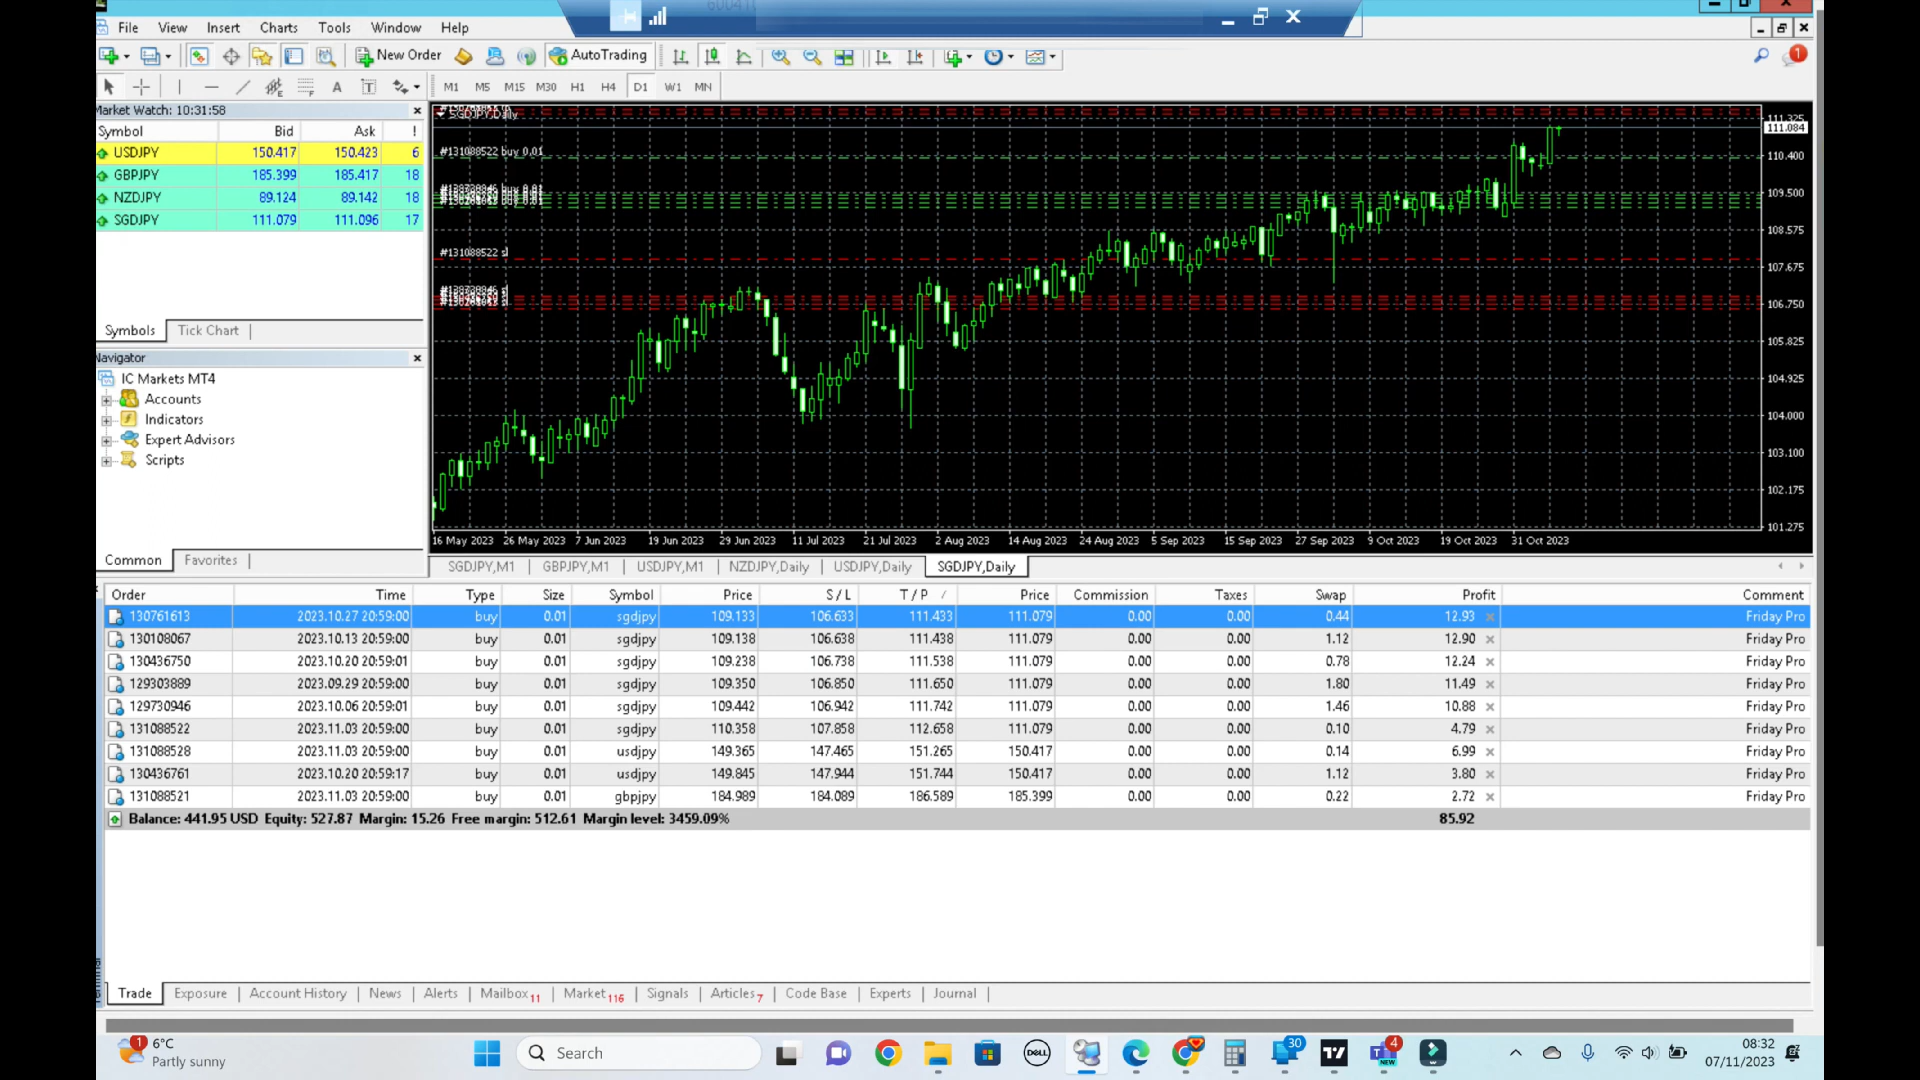 File View Insert Charts Tools Window Help
New Order AutoTrading 1
A T M1 M5 M15 M30 H1 H4 D1 W1 MN
Market Watch: 10:31:58
Symbol Bid Ask !
USDJPY 150.417 150.423 6
GBPJPY 185.399 185.417 18
NZDJPY 89.124 89.142 18
SGDJPY 111.079 111.096 17
Symbols Tick Chart
Navigator
IC Markets MT4
Accounts
Indicators
Expert Advisors
Scripts
Common Favorites
SGDJPY,Daily
#131088522 buy 0.01
#131088522 sl
111.325
111.084
110.400
109.500
108.575
107.675
106.750
105.825
104.925
104.000
103.100
102.175
101.275
16 May 2023 26 May 2023 7 Jun 2023 19 Jun 2023 29 Jun 2023 11 Jul 2023 21 Jul 2023 2 Aug 2023 14 Aug 2023 24 Aug 2023 5 Sep 2023 15 Sep 2023 27 Sep 2023 9 Oct 2023 19 Oct 2023 31 Oct 2023
SGDJPY,M1 GBPJPY,M1 USDJPY,M1 NZDJPY,Daily USDJPY,Daily SGDJPY,Daily
Order Time Type Size Symbol Price S / L T / P / Price Commission Taxes Swap Profit Comment
130761613 2023.10.27 20:59:00 buy 0.01 sgdjpy 109.133 106.633 111.433 111.079 0.00 0.00 0.44 12.93 Friday Pro
130108067 2023.10.13 20:59:00 buy 0.01 sgdjpy 109.138 106.638 111.438 111.079 0.00 0.00 1.12 12.90 Friday Pro
130436750 2023.10.20 20:59:01 buy 0.01 sgdjpy 109.238 106.738 111.538 111.079 0.00 0.00 0.78 12.24 Friday Pro
129303889 2023.09.29 20:59:00 buy 0.01 sgdjpy 109.350 106.850 111.650 111.079 0.00 0.00 1.80 11.49 Friday Pro
129730946 2023.10.06 20:59:01 buy 0.01 sgdjpy 109.442 106.942 111.742 111.079 0.00 0.00 1.46 10.88 Friday Pro
131088522 2023.11.03 20:59:00 buy 0.01 sgdjpy 110.358 107.858 112.658 111.079 0.00 0.00 0.10 4.79 Friday Pro
131088528 2023.11.03 20:59:00 buy 0.01 usdjpy 149.365 147.465 151.265 150.417 0.00 0.00 0.14 6.99 Friday Pro
130436761 2023.10.20 20:59:17 buy 0.01 usdjpy 149.845 147.944 151.744 150.417 0.00 0.00 1.12 3.80 Friday Pro
131088521 2023.11.03 20:59:00 buy 0.01 gbpjpy 184.989 184.089 186.589 185.399 0.00 0.00 0.22 2.72 Friday Pro
Balance: 441.95 USD Equity: 527.87 Margin: 15.26 Free margin: 512.61 Margin level: 3459.09% 85.92
Trade Exposure Account History News Alerts Mailbox 11 Market 116 Signals Articles 7 Code Base Experts Journal
1 6°C
Partly sunny
Search
DELL
30
4
NEW
08:32
07/11/2023